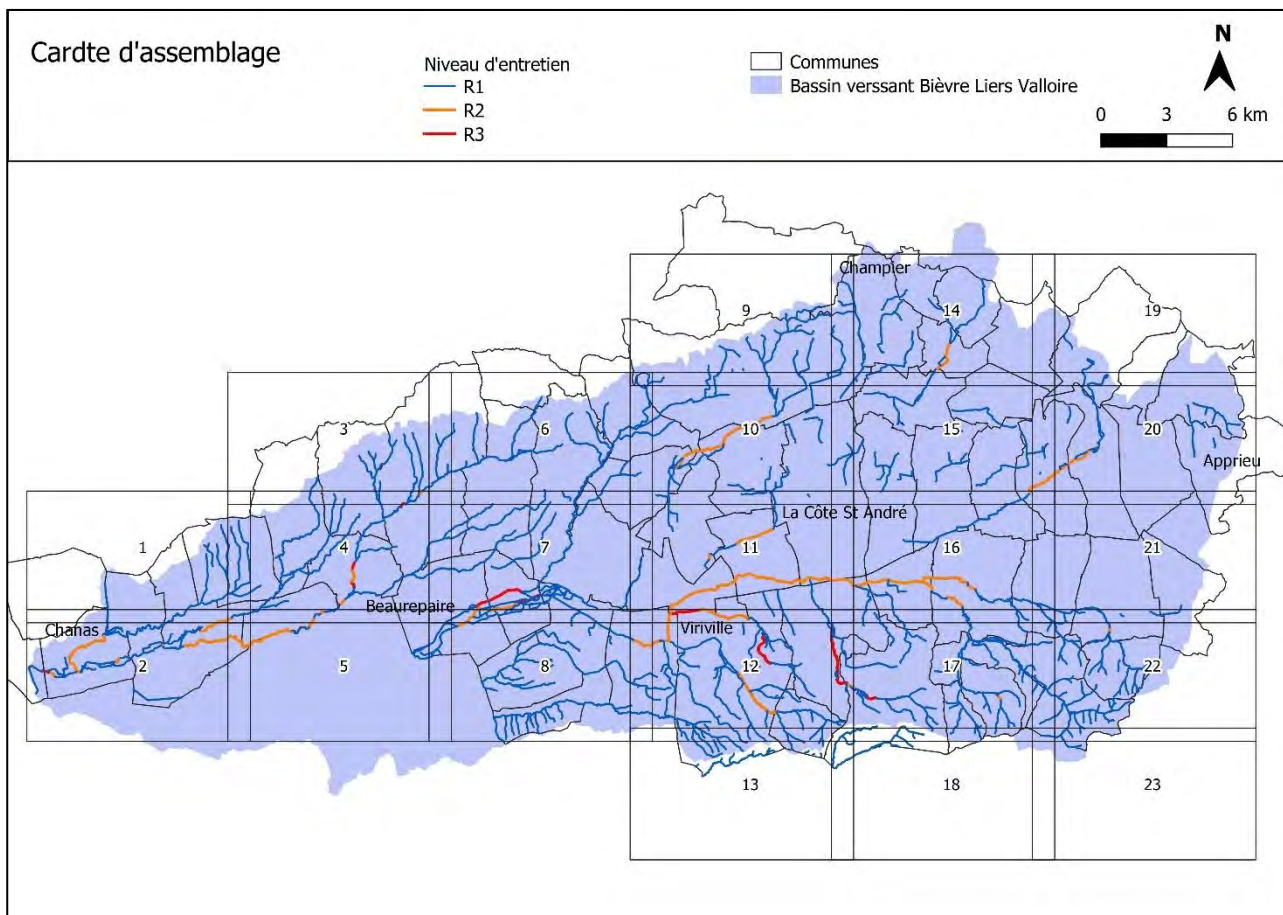 Cardte d'assemblage
Niveau d'entretien
R1
R2
R3
Communes
Bassin verssant Bièvre Liers Valloire
N
0 3 6 km
Champier
9
14
19
3
6
10
15
20
Apprieu
La Côte St André
1
4
7
11
16
21
Beaurepaire
Chanas
Viriville
2
5
8
12
17
22
13
18
23